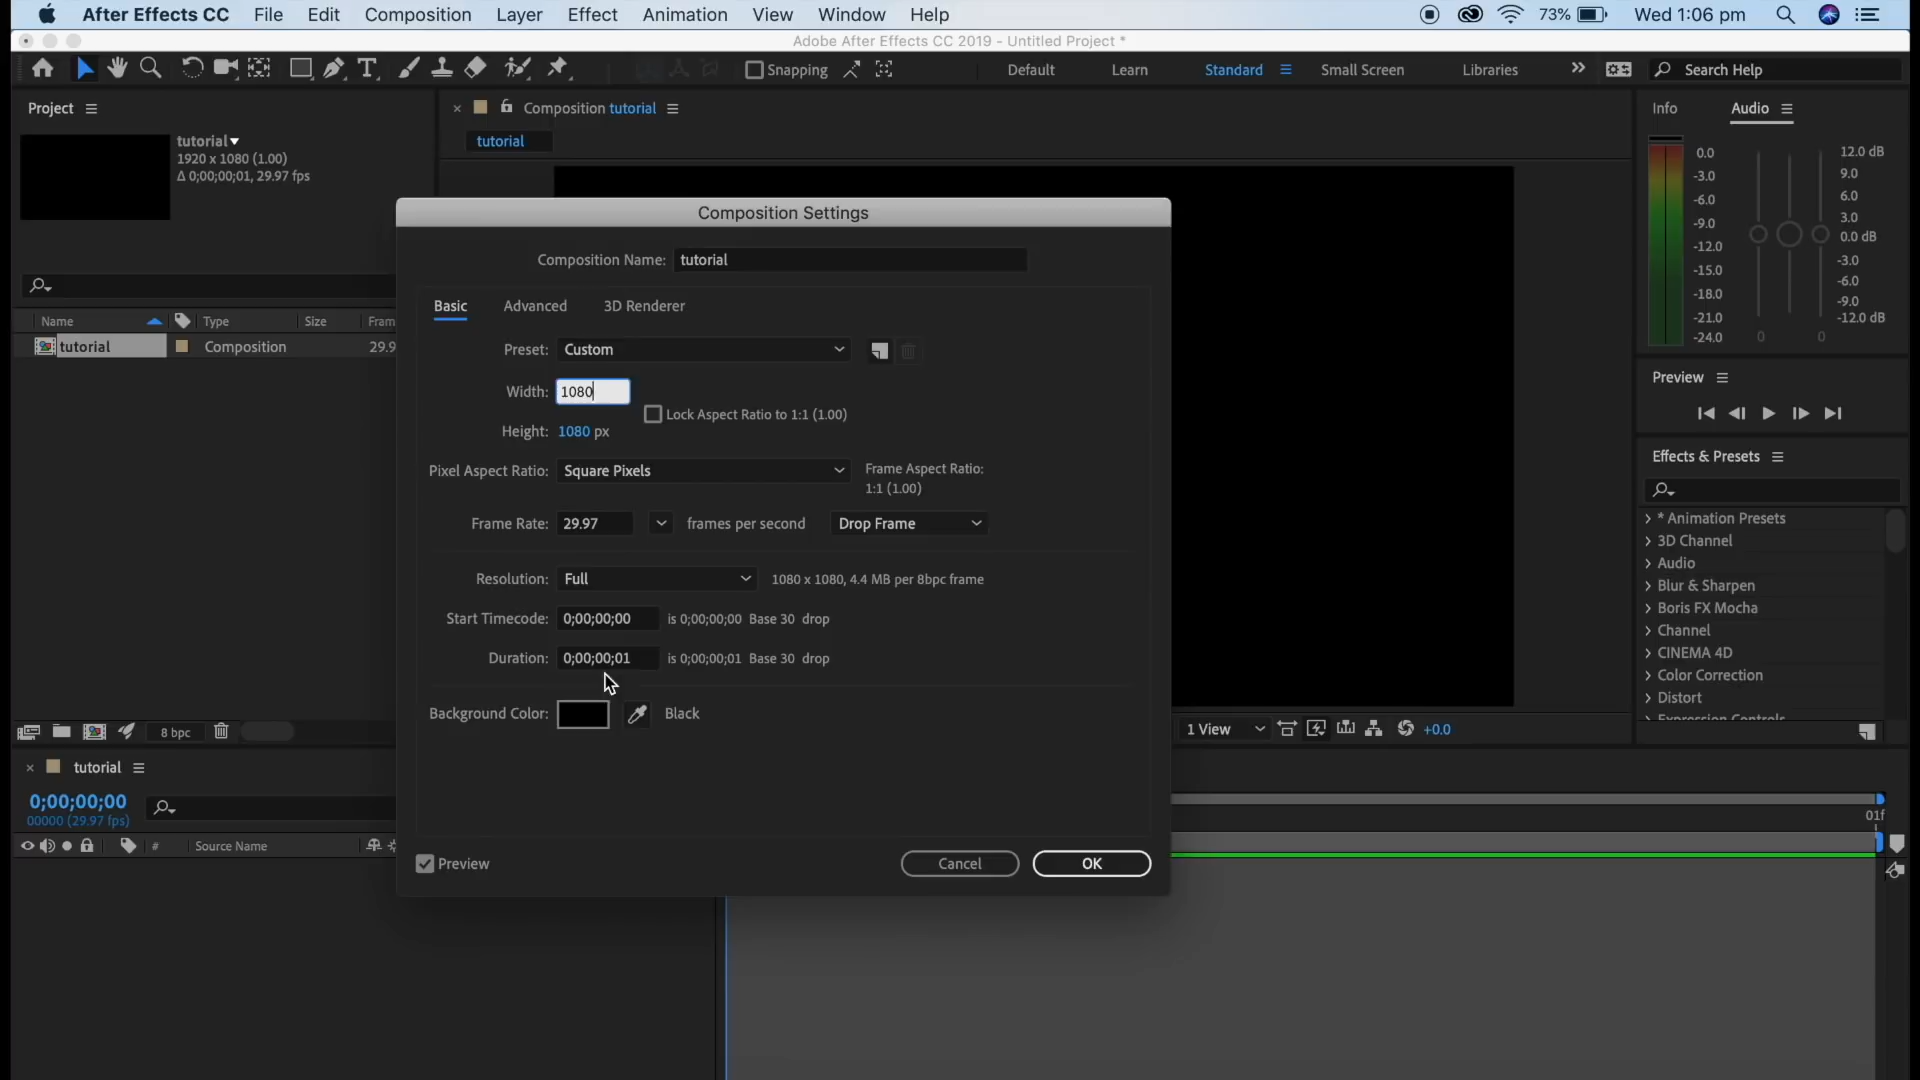 After Effects CC File Edit Composition Layer Effect Animation View Window Help 73% Wed 1:06 pm
Adobe After Effects CC 2019 - Untitled Project *
Snapping Default Learn Standard Small Screen Libraries Search Help
Project
tutorial
1920 x 1080 (1.00)
Δ 0;00;00;01, 29.97 fps
Name Type Size Fram
tutorial Composition 29.9
8 bpc
Composition tutorial
tutorial
Composition Settings
Composition Name: tutorial
Basic Advanced 3D Renderer
Preset: Custom
Width: 1080
Lock Aspect Ratio to 1:1 (1.00)
Height: 1080 px
Pixel Aspect Ratio: Square Pixels
Frame Aspect Ratio:
1:1 (1.00)
Frame Rate: 29.97 frames per second Drop Frame
Resolution: Full 1080 x 1080, 4.4 MB per 8bpc frame
Start Timecode: 0;00;00;00 is 0;00;00;00 Base 30 drop
Duration: 0;00;00;01 is 0;00;00;01 Base 30 drop
Background Color: Black
Preview Cancel OK
1 View +0.0
Info Audio
0.0
-3.0
-6.0
-9.0
-12.0
-15.0
-18.0
-21.0
-24.0
0 0
12.0 dB
9.0
6.0
3.0
0.0 dB
-3.0
-6.0
-9.0
-12.0 dB
Preview
Effects & Presets
* Animation Presets
3D Channel
Audio
Blur & Sharpen
Boris FX Mocha
Channel
CINEMA 4D
Color Correction
Distort
Expression Controls
tutorial
0;00;00;00
00000 (29.97 fps)
# Source Name
01f